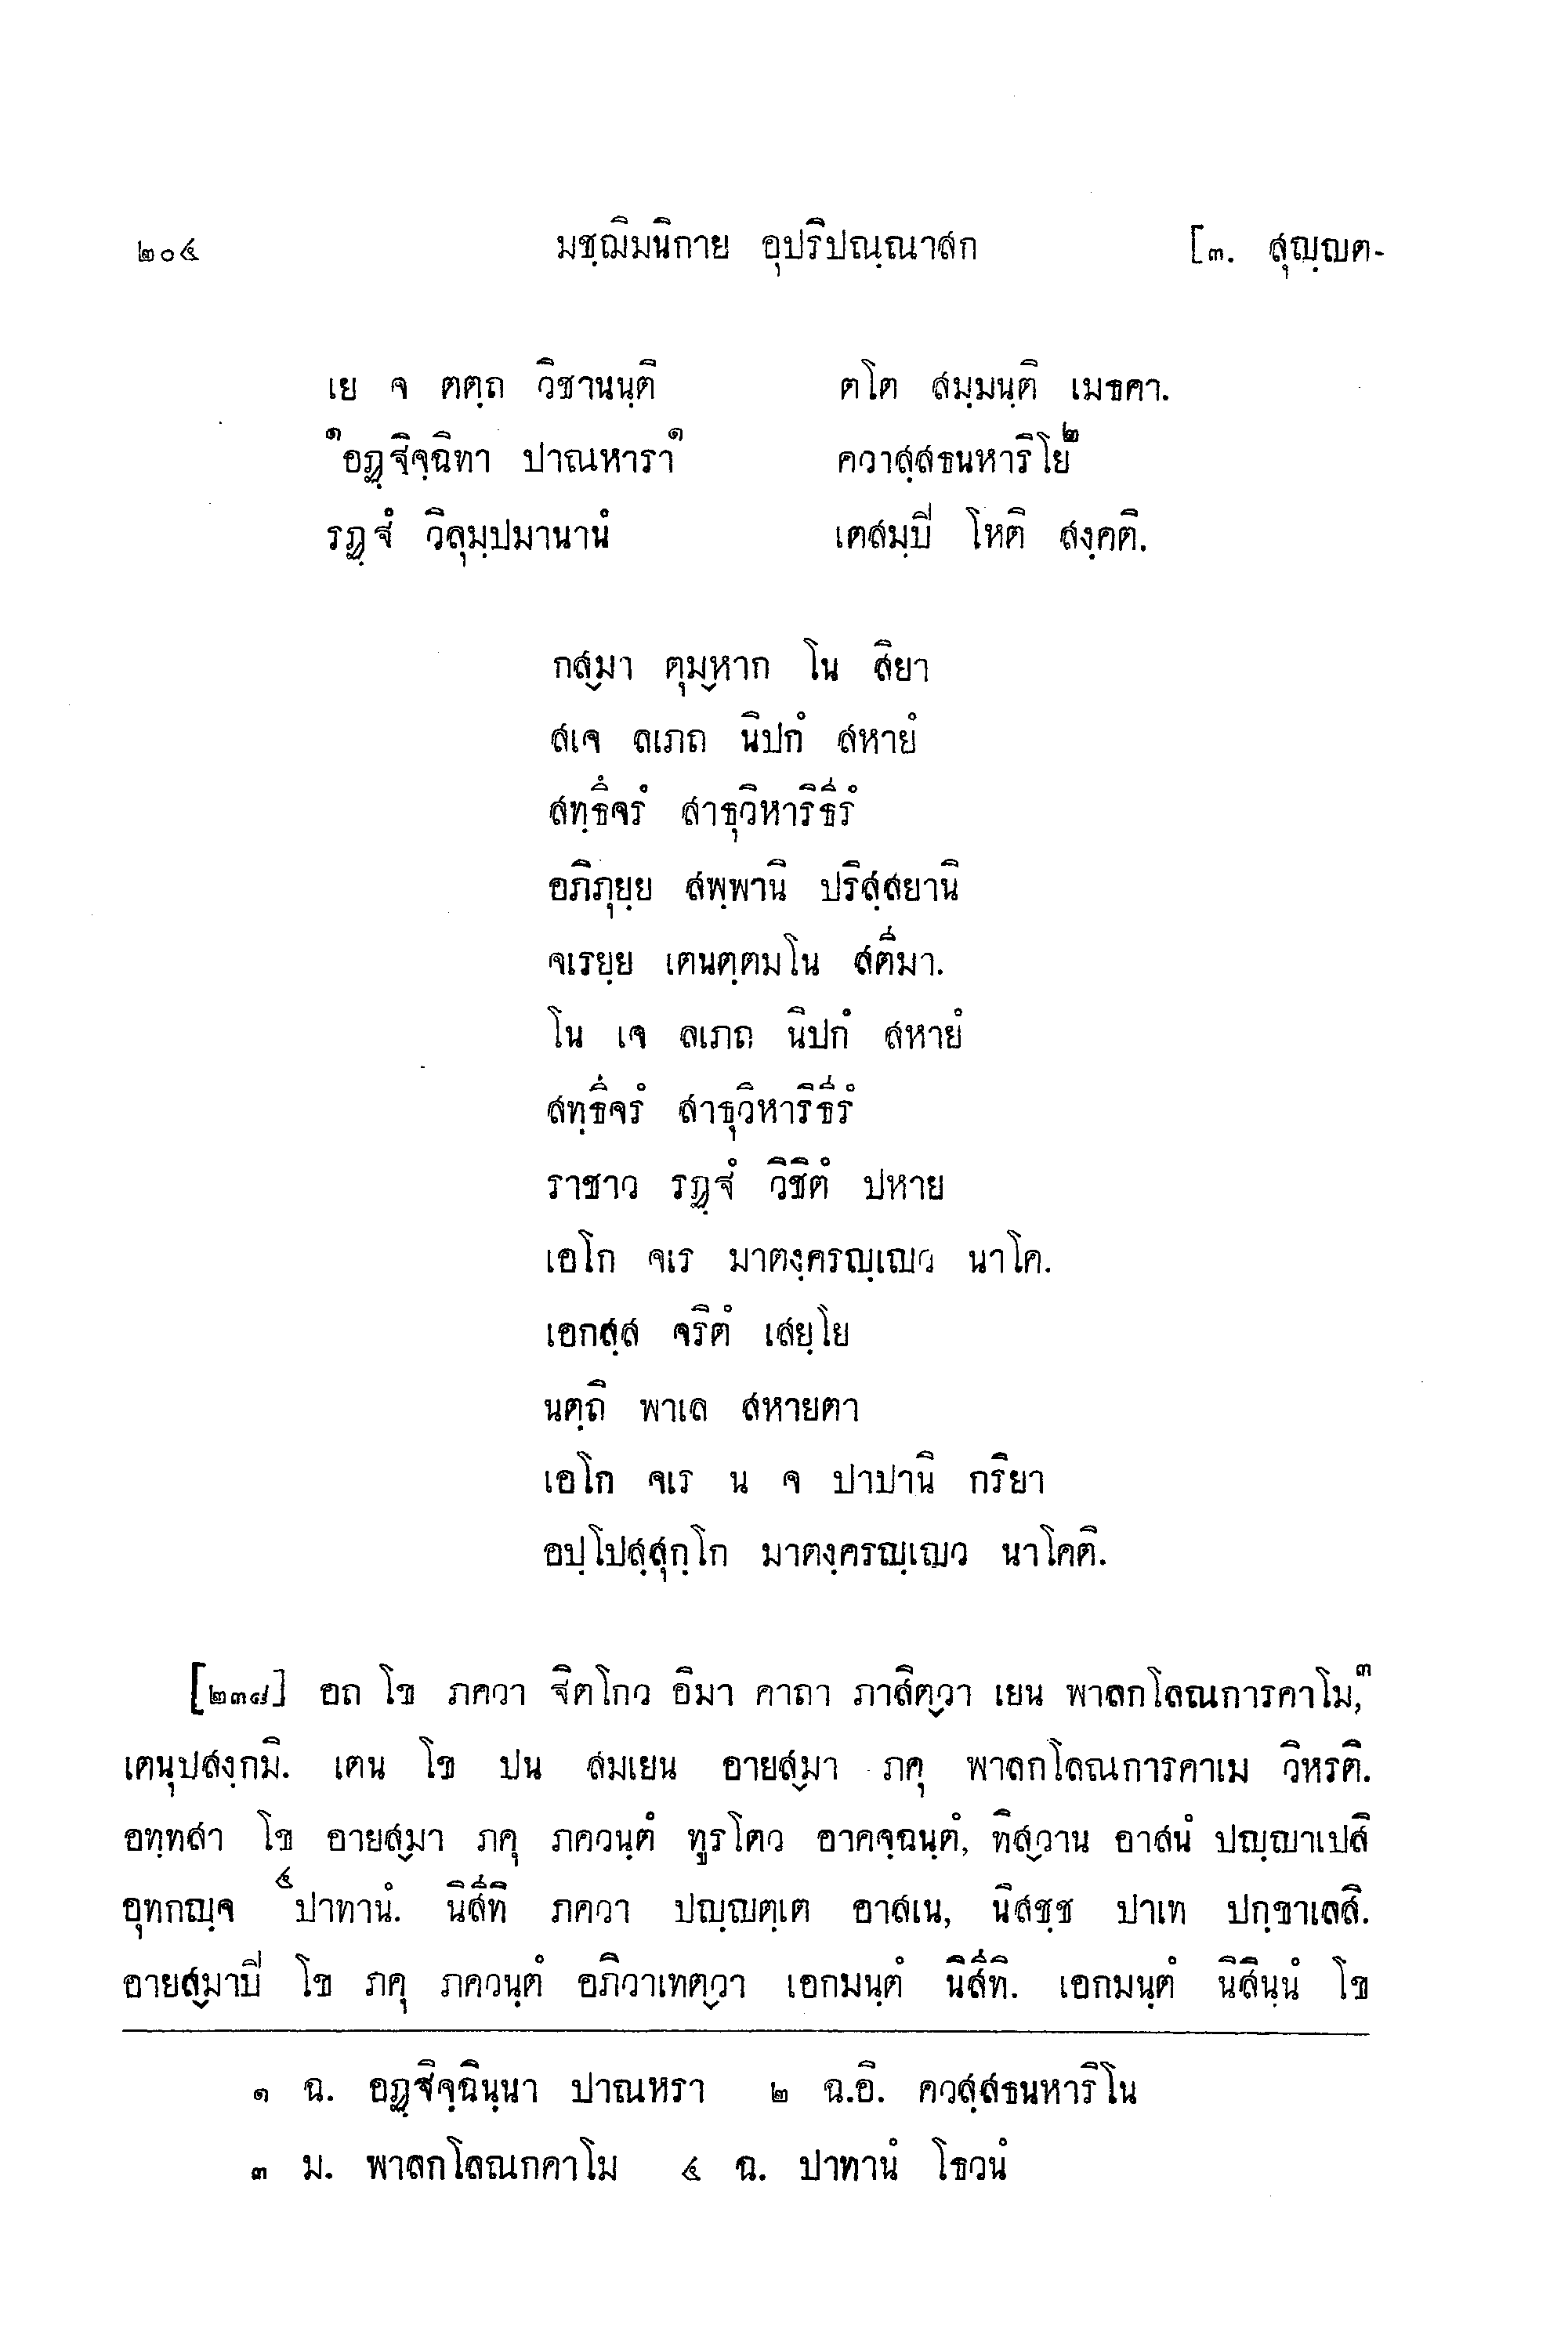 ๒๐๔ มชฺฌิมนิกาย อุปริปณฺณาสก [๓. สุญฺญต-
เย จ ตตฺถ วิชานนฺติ ตโต สมฺมนฺติ เมธคา.
๑อฏฺฐิจฺฉิทา ปาณหารา๑ ควาสฺสธนหาริโย๒
รฏฺฐํ วิลุมฺปมานานํ เตสมฺปิ โหติ สงฺคติ.
กสฺมา ตุมฺหาก โน สิยา
สเจ ลเภถ นิปกํ สหายํ
สทฺธิํจรํ สาธุวิหาริธีรํ
อภิภุยฺย สพฺพานิ ปริสฺสยานิ
จเรยฺย เตนตฺตมโน สตีมา.
โน เจ ลเภถ นิปกํ สหายํ
สทฺธิํจรํ สาธุวิหาริธีรํ
ราชาว รฏฺฐํ วิชิตํ ปหาย
เอโก จเร มาตงฺครญฺเญว นาโค.
เอกสฺส จริตํ เสยฺโย
นตฺถิ พาเล สหายตา
เอโก จเร น จ ปาปานิ กริยา
อปฺโปสฺสุกฺโก มาตงฺครญฺเญว นาโคติ.
[๒๓๘] อถ โข ภควา ฐิตโกว อิมา คาถา ภาสิตฺวา เยน พาลกโลณการคาโม,๓
เตนุปสงฺกมิ. เตน โข ปน สมเยน อายสฺมา ภคุ พาลกโลณการคาเม วิหรติ.
อทฺทสา โข อายสฺมา ภคุ ภควนฺตํ ทูรโตว อาคจฺฉนฺตํ, ทิสฺวาน อาสนํ ปญฺญาเปสิ
อุทกญฺจ ๔ปาทานํ. นิสีทิ ภควา ปญฺญตฺเต อาสเน, นิสชฺช ปาเท ปกฺขาเลสิ.
อายสฺมาปิ โข ภคุ ภควนฺตํ อภิวาเทตฺวา เอกมนฺตํ นิสีทิ. เอกมนฺตํ นิสินฺนํ โข
๑ ฉ. อฏฺฐิจฺฉินฺนา ปาณหรา ๒ ฉ.อิ. ควสฺสธนหาริโน
๓ ม. พาลกโลณกคาโม ๔ ฉ. ปาทานํ โธวนํ